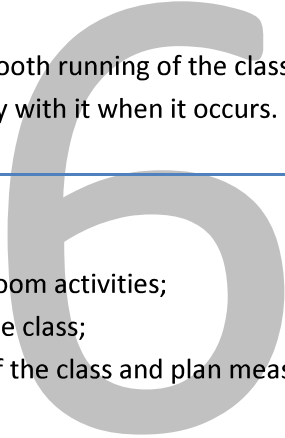 ooth running of the class
y with it when it occurs.
6
oom activities;
e class;
f the class and plan meas